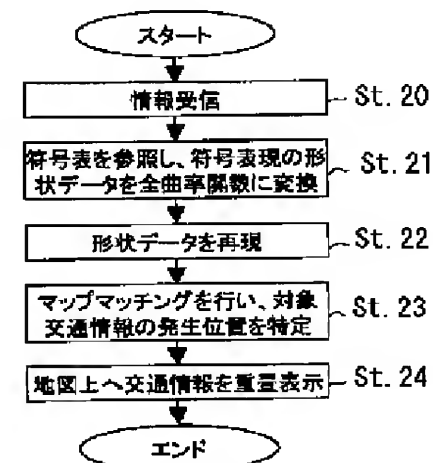 スタート
情報受信
St. 20
符号表を参照し、符号表現の形
状データを全曲率関数に変換
St. 21
形状データを再現
St. 22
マップマッチングを行い、対象
交通情報の発生位置を特定
St. 23
地図上へ交通情報を重畳表示
St. 24
エンド